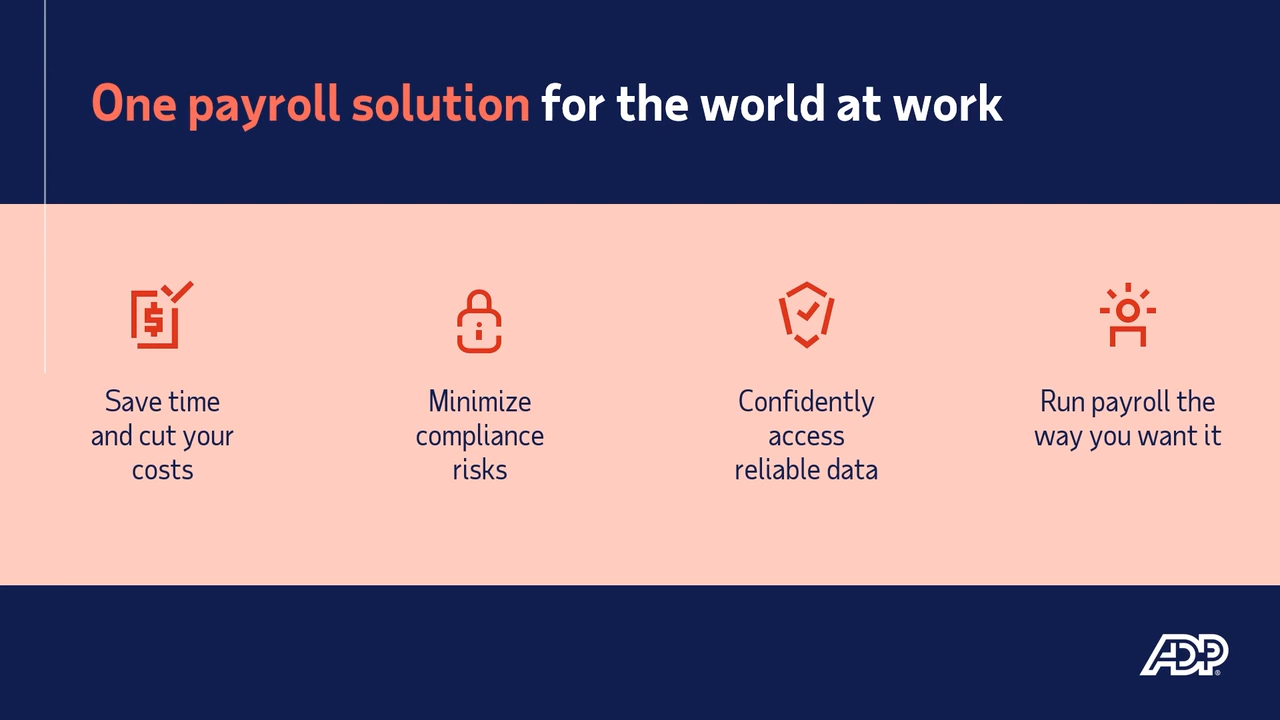 One payroll solution for the world at work
Save time
and cut your
costs
Minimize
compliance
risks
Confidently
access
reliable data
Run payroll the
way you want it
ADP®